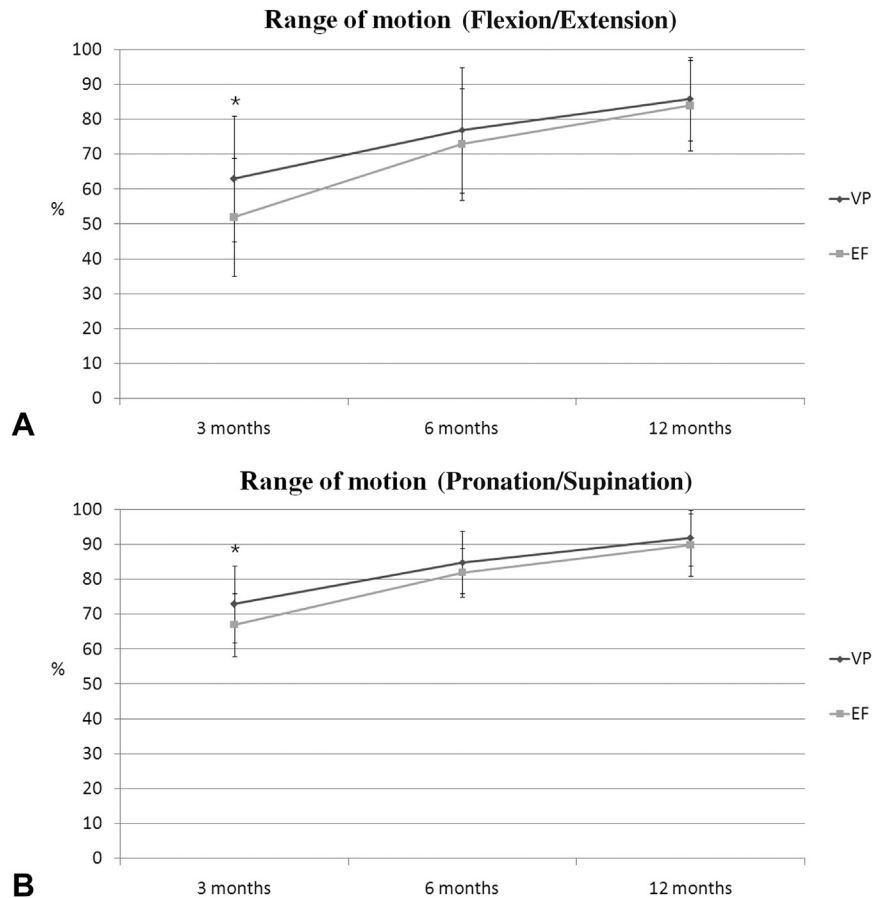 Range of motion (Flexion/Extension)
100
90
80
70
60
50
40
30
20
10
0
%
*
VP
EF
3 months 6 months 12 months
A
Range of motion (Pronation/Supination)
100
90
80
70
60
50
40
30
20
10
0
%
*
VP
EF
3 months 6 months 12 months
B